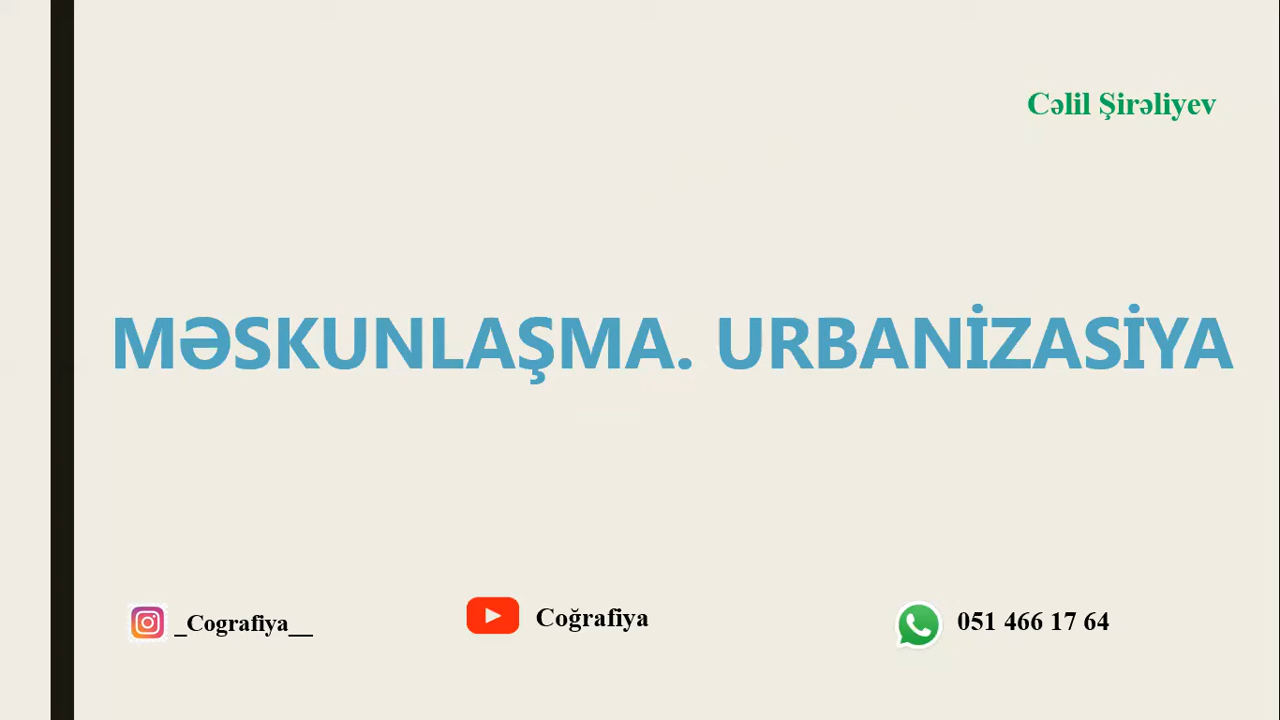 Cəlil Şirəliyev
MƏSKUNLAŞMA. URBANİZASİYA
_Cografiya__
Coğrafiya
051 466 17 64